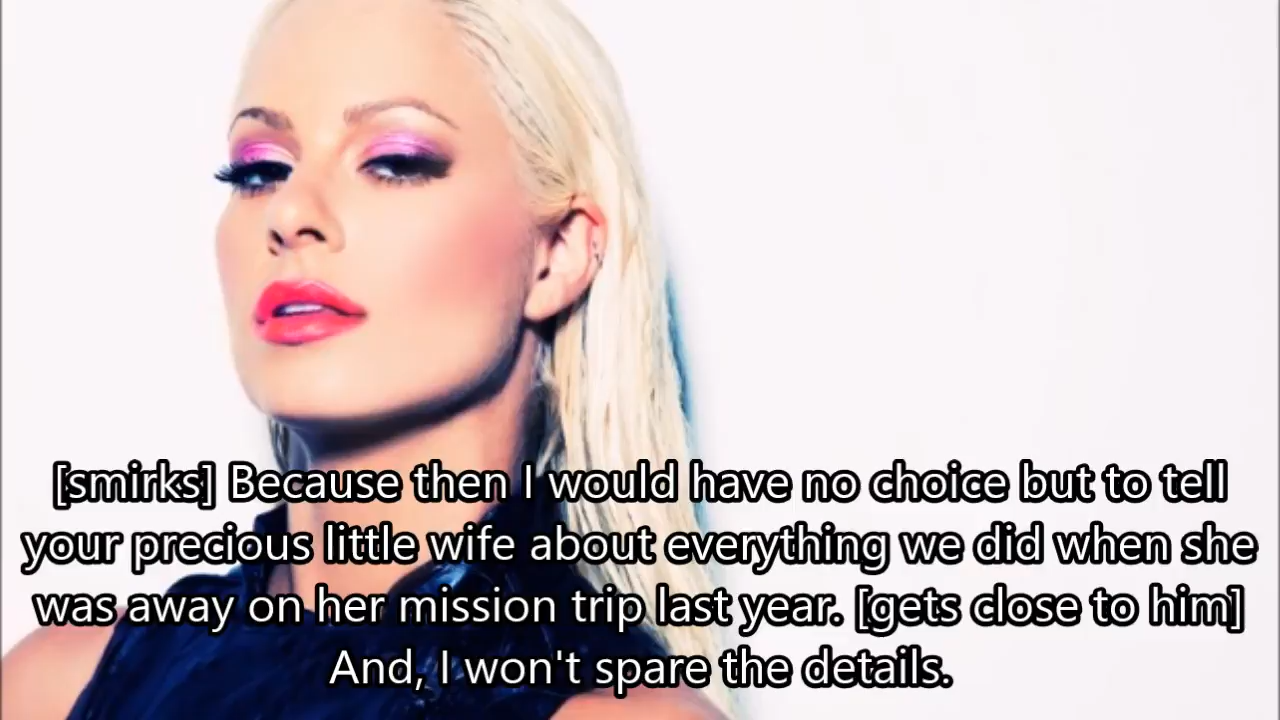 [smirks] Because then I would have no choice but to tell
your precious little wife about everything we did when she
was away on her mission trip last year. [gets close to him]
And, I won't spare the details.